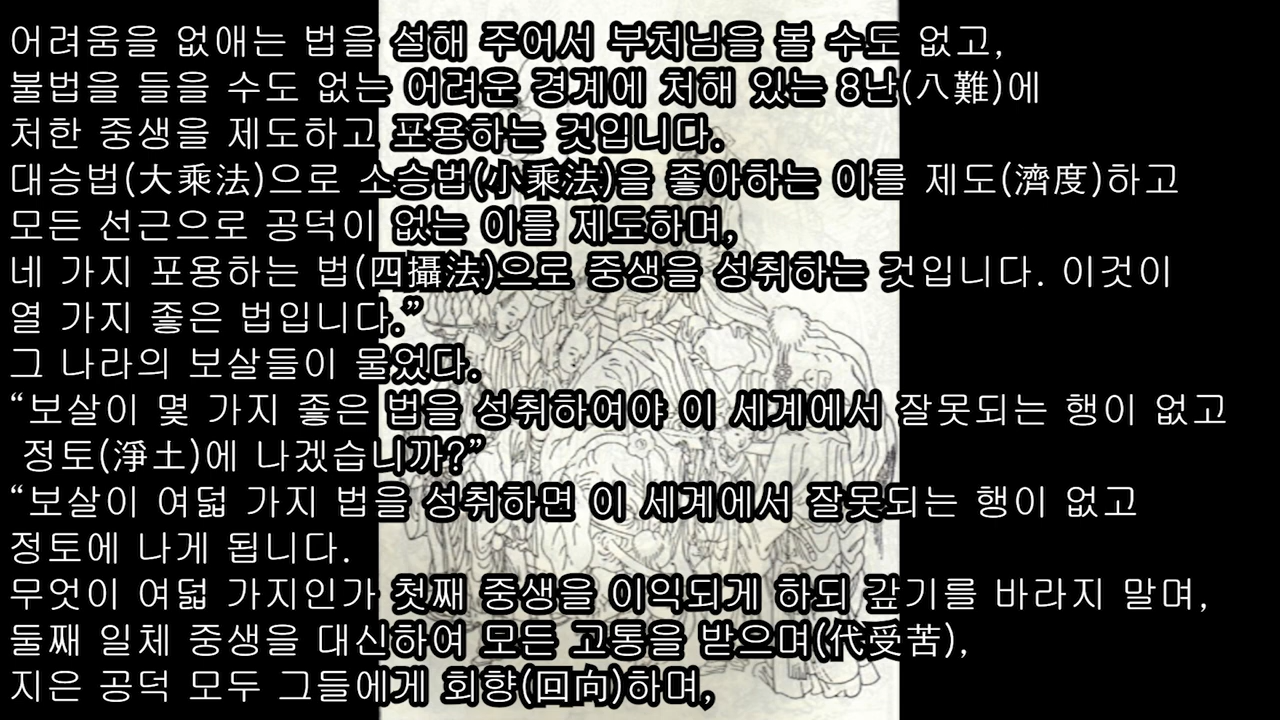 어려움을 없애는 법을 설해 주어서 부처님을 볼 수도 없고,
불법을 들을 수도 없는 어려운 경계에 처해 있는 8난(八難)에
처한 중생을 제도하고 포용하는 것입니다.
대승법(大乘法)으로 소승법(小乘法)을 좋아하는 이를 제도(濟度)하고
모든 선근으로 공덕이 없는 이를 제도하며,
네 가지 포용하는 법(四攝法)으로 중생을 성취하는 것입니다. 이것이
열 가지 좋은 법입니다.”
그 나라의 보살들이 물었다.
“보살이 몇 가지 좋은 법을 성취하여야 이 세계에서 잘못되는 행이 없고
정토(淨土)에 나겠습니까?”
“보살이 여덟 가지 법을 성취하면 이 세계에서 잘못되는 행이 없고
정토에 나게 됩니다.
무엇이 여덟 가지인가 첫째 중생을 이익되게 하되 갚기를 바라지 말며,
둘째 일체 중생을 대신하여 모든 고통을 받으며(代受苦),
지은 공덕 모두 그들에게 회향(回向)하며,